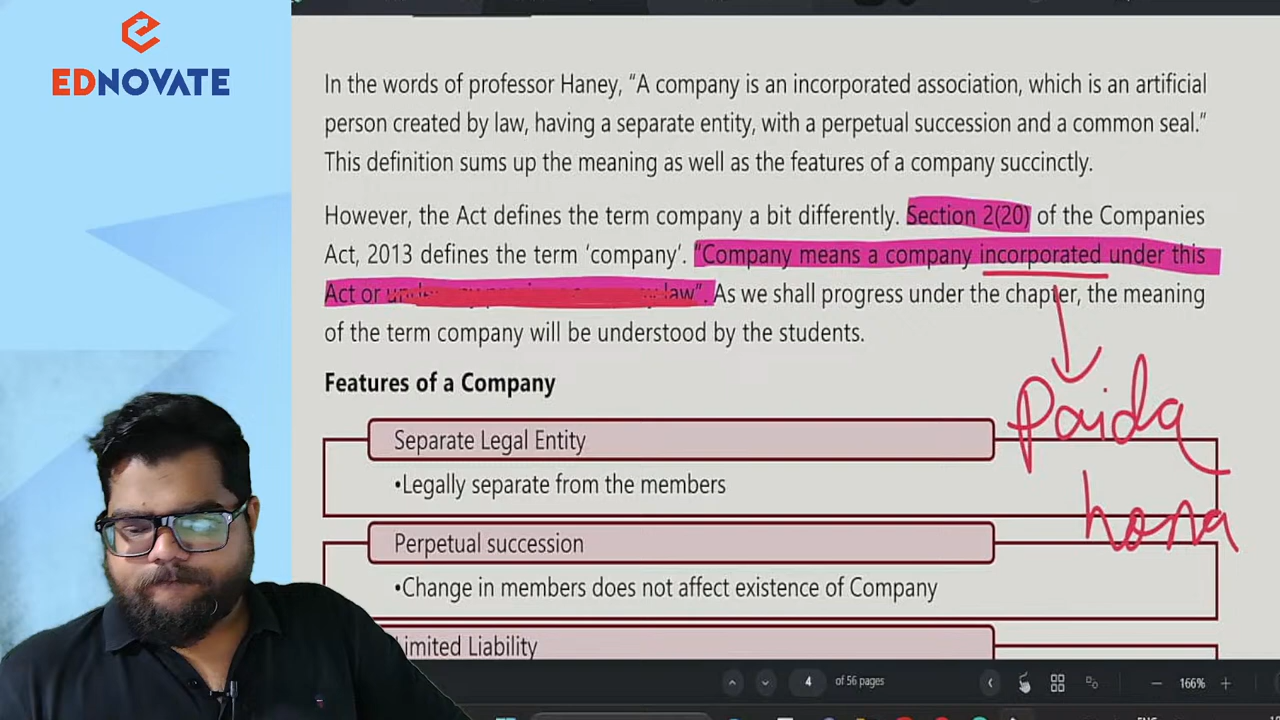 EDNOVATE
In the words of professor Haney, “A company is an incorporated association, which is an artificial
person created by law, having a separate entity, with a perpetual succession and a common seal.”
This definition sums up the meaning as well as the features of a company succinctly.
However, the Act defines the term company a bit differently. Section 2(20) of the Companies
Act, 2013 defines the term ‘company’. “Company means a company incorporated under this
Act or law”. As we shall progress under the chapter, the meaning
of the term company will be understood by the students.
Paida
hona
Features of a Company
Separate Legal Entity
•Legally separate from the members
Perpetual succession
•Change in members does not affect existence of Company
Limited Liability
4 of 56 pages
166%